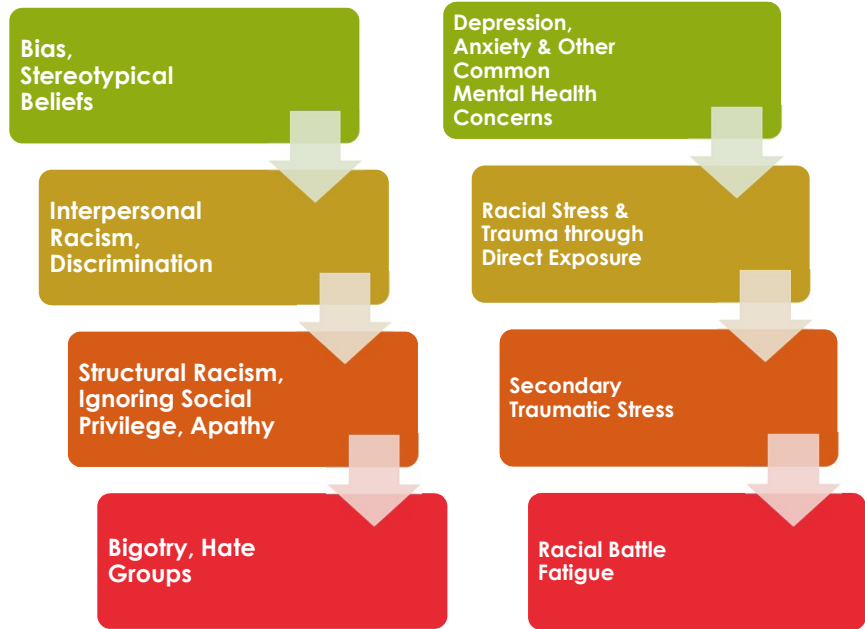 Bias,
Stereotypical
Beliefs
Interpersonal
Racism,
Discrimination
Structural Racism,
Ignoring Social
Privilege, Apathy
Bigotry, Hate
Groups
Depression,
Anxiety & Other
Common
Mental Health
Concerns
Racial Stress &
Trauma through
Direct Exposure
Secondary
Traumatic Stress
Racial Battle
Fatigue